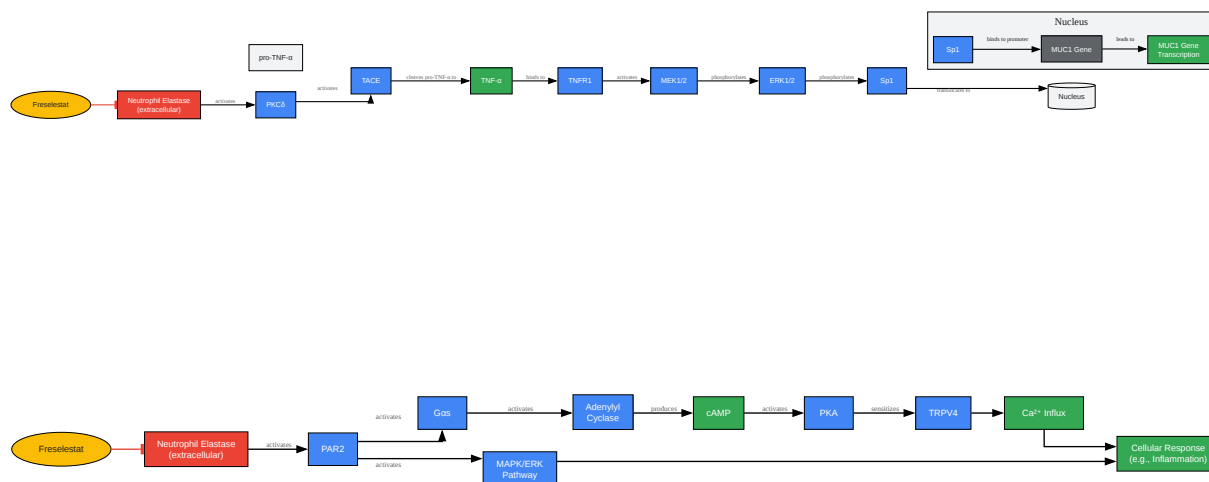 Nucleus
pro-TNF-α
Sp1
binds to promoter
MUC1 Gene
leads to
MUC1 Gene
Transcription
Freselestat
Neutrophil Elastase
(extracellular)
activates
PKCδ
activates
TACE
cleaves pro-TNF-α to
TNF-α
binds to
TNFR1
activates
MEK1/2
phosphorylates
ERK1/2
phosphorylates
Sp1
translocates to
Nucleus
Freselestat
Neutrophil Elastase
(extracellular)
activates
PAR2
activates
Gαs
activates
Adenylyl
Cyclase
produces
cAMP
activates
PKA
sensitizes
TRPV4
Ca²⁺ Influx
activates
MAPK/ERK
Pathway
Cellular Response
(e.g., Inflammation)